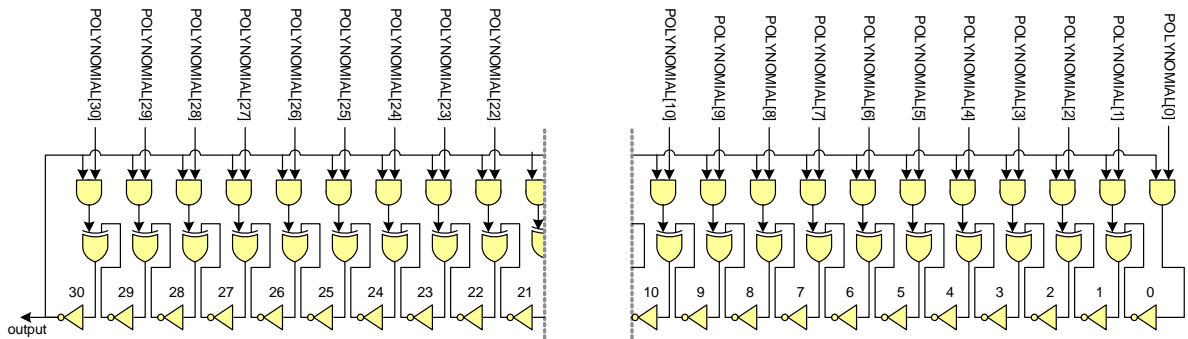 POLYNOMIAL[30]
POLYNOMIAL[29]
POLYNOMIAL[28]
POLYNOMIAL[27]
POLYNOMIAL[26]
POLYNOMIAL[25]
POLYNOMIAL[24]
POLYNOMIAL[23]
POLYNOMIAL[22]
POLYNOMIAL[10]
POLYNOMIAL[9]
POLYNOMIAL[8]
POLYNOMIAL[7]
POLYNOMIAL[6]
POLYNOMIAL[5]
POLYNOMIAL[4]
POLYNOMIAL[3]
POLYNOMIAL[2]
POLYNOMIAL[1]
POLYNOMIAL[0]
30
29
28
27
26
25
24
23
22
21
10
9
8
7
6
5
4
3
2
1
0
output